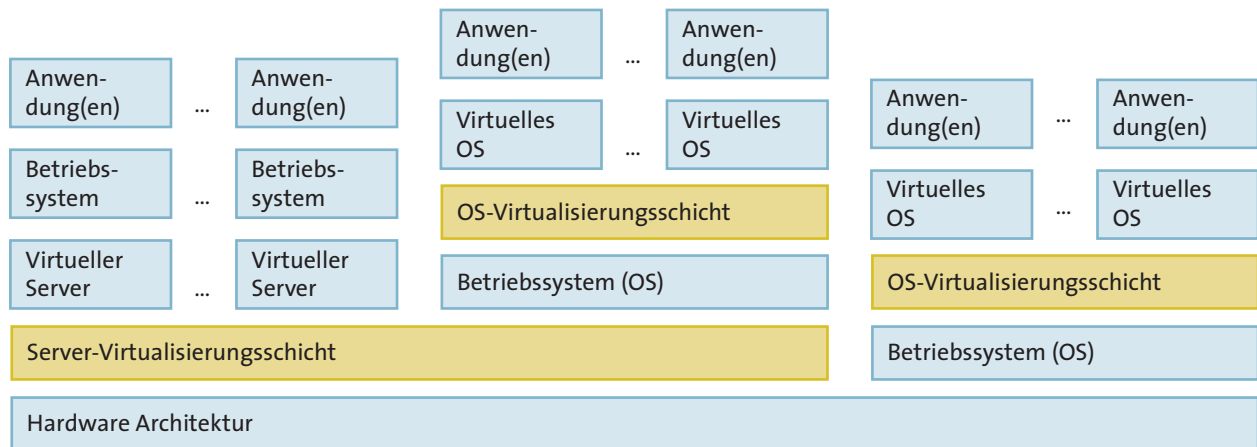 Anwen-
dung(en)
...
Anwen-
dung(en)
Betriebs-
system
...
Betriebs-
system
Virtueller
Server
...
Virtueller
Server
Anwen-
dung(en)
...
Anwen-
dung(en)
Virtuelles
OS
...
Virtuelles
OS
OS-Virtualisierungsschicht
Betriebssystem (OS)
Server-Virtualisierungsschicht
Anwen-
dung(en)
...
Anwen-
dung(en)
Virtuelles
OS
...
Virtuelles
OS
OS-Virtualisierungsschicht
Betriebssystem (OS)
Hardware Architektur